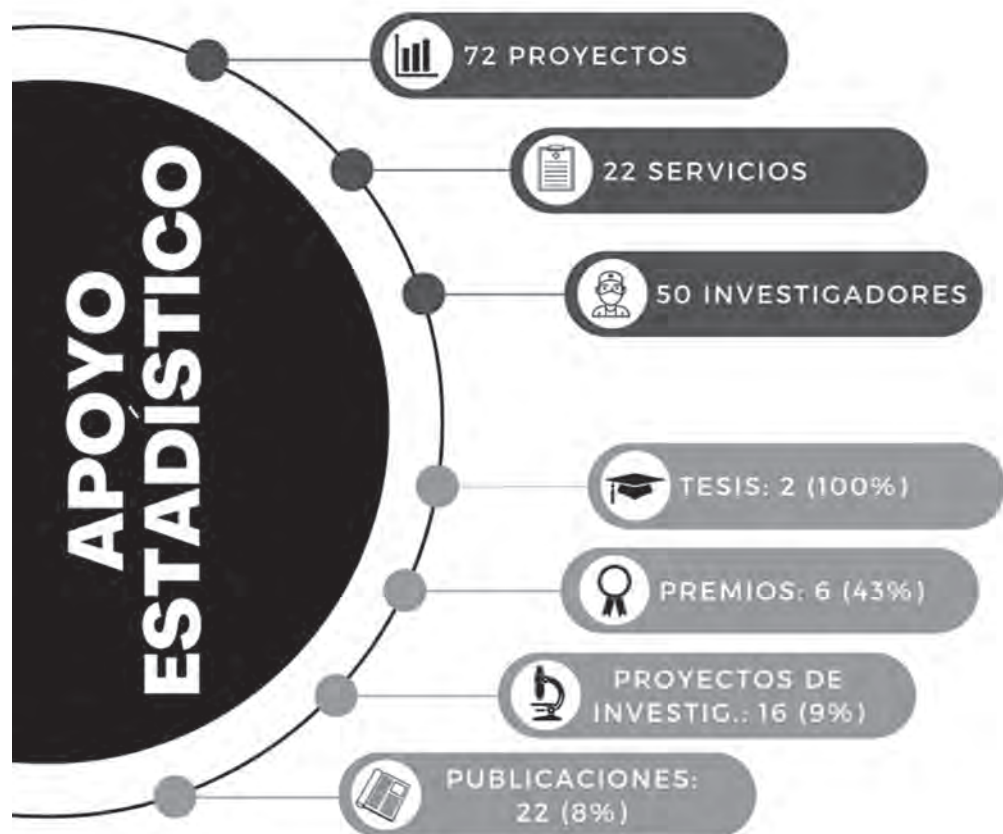 APOYO
ESTADÍSTICO
72 PROYECTOS
22 SERVICIOS
50 INVESTIGADORES
TESIS: 2 (100%)
PREMIOS: 6 (43%)
PROYECTOS DE
INVESTIG.: 16 (9%)
PUBLICACIONES:
22 (8%)